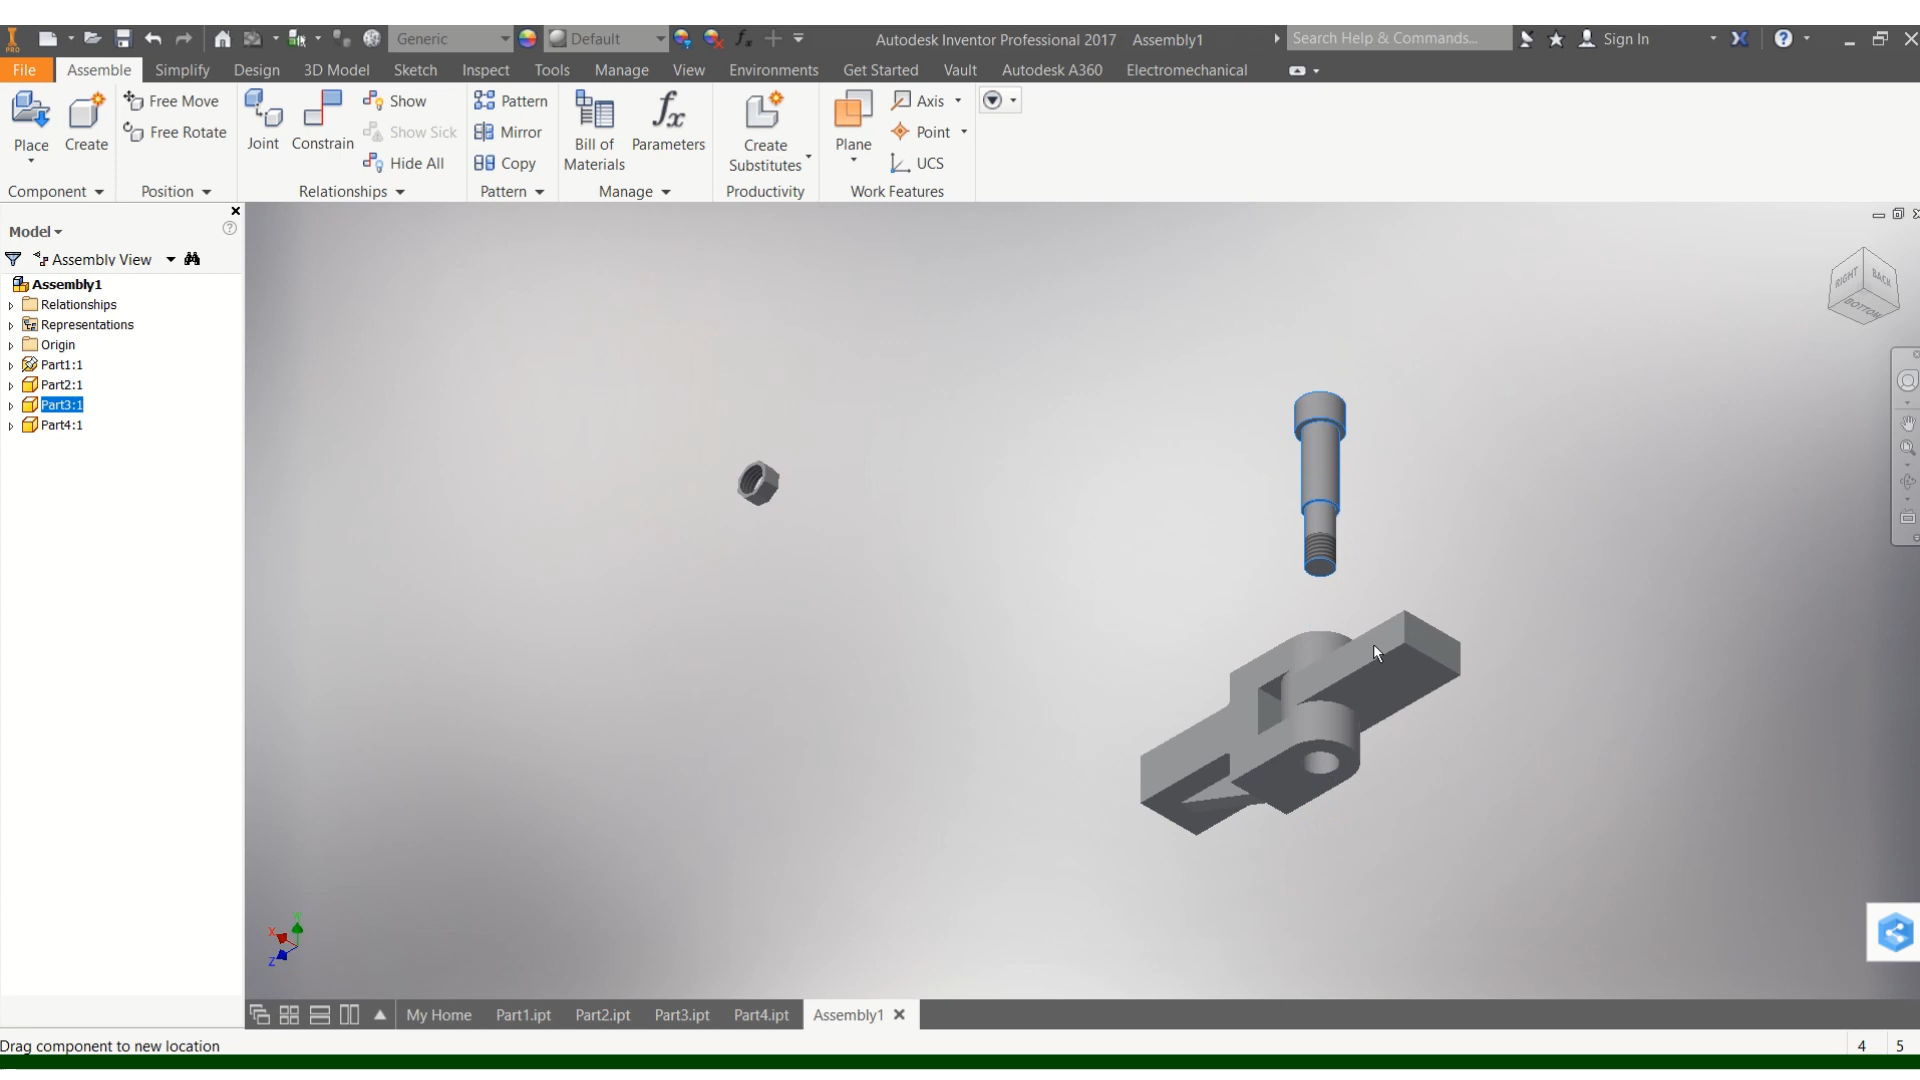 PRO
Generic
Default
Autodesk Inventor Professional 2017 Assembly1
Search Help & Commands...
Sign In
File Assemble Simplify Design 3D Model Sketch Inspect Tools Manage View Environments Get Started Vault Autodesk A360 Electromechanical
Place
Create
Free Move
Free Rotate
Joint
Constrain
Show
Show Sick
Hide All
Pattern
Mirror
Copy
Bill of
Materials
fx
Parameters
Create
Substitutes
Plane
Axis
Point
UCS
Component Position Relationships Pattern Manage Productivity Work Features
Model
Assembly View
Assembly1
Relationships
Representations
Origin
Part1:1
Part2:1
Part3:1
Part4:1
RIGHT
BACK
BOTTOM
Y
X
Z
My Home Part1.ipt Part2.ipt Part3.ipt Part4.ipt Assembly1
Drag component to new location
4 5